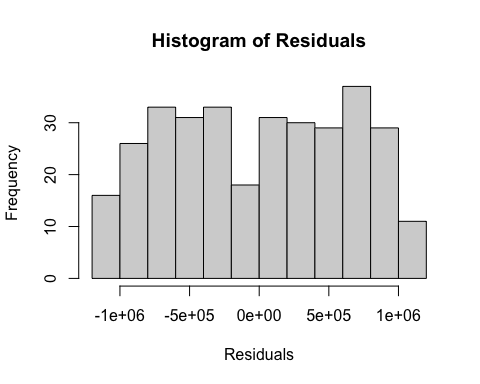 Histogram of Residuals
Frequency
30
20
10
0
-1e+06 -5e+05 0e+00 5e+05 1e+06
Residuals